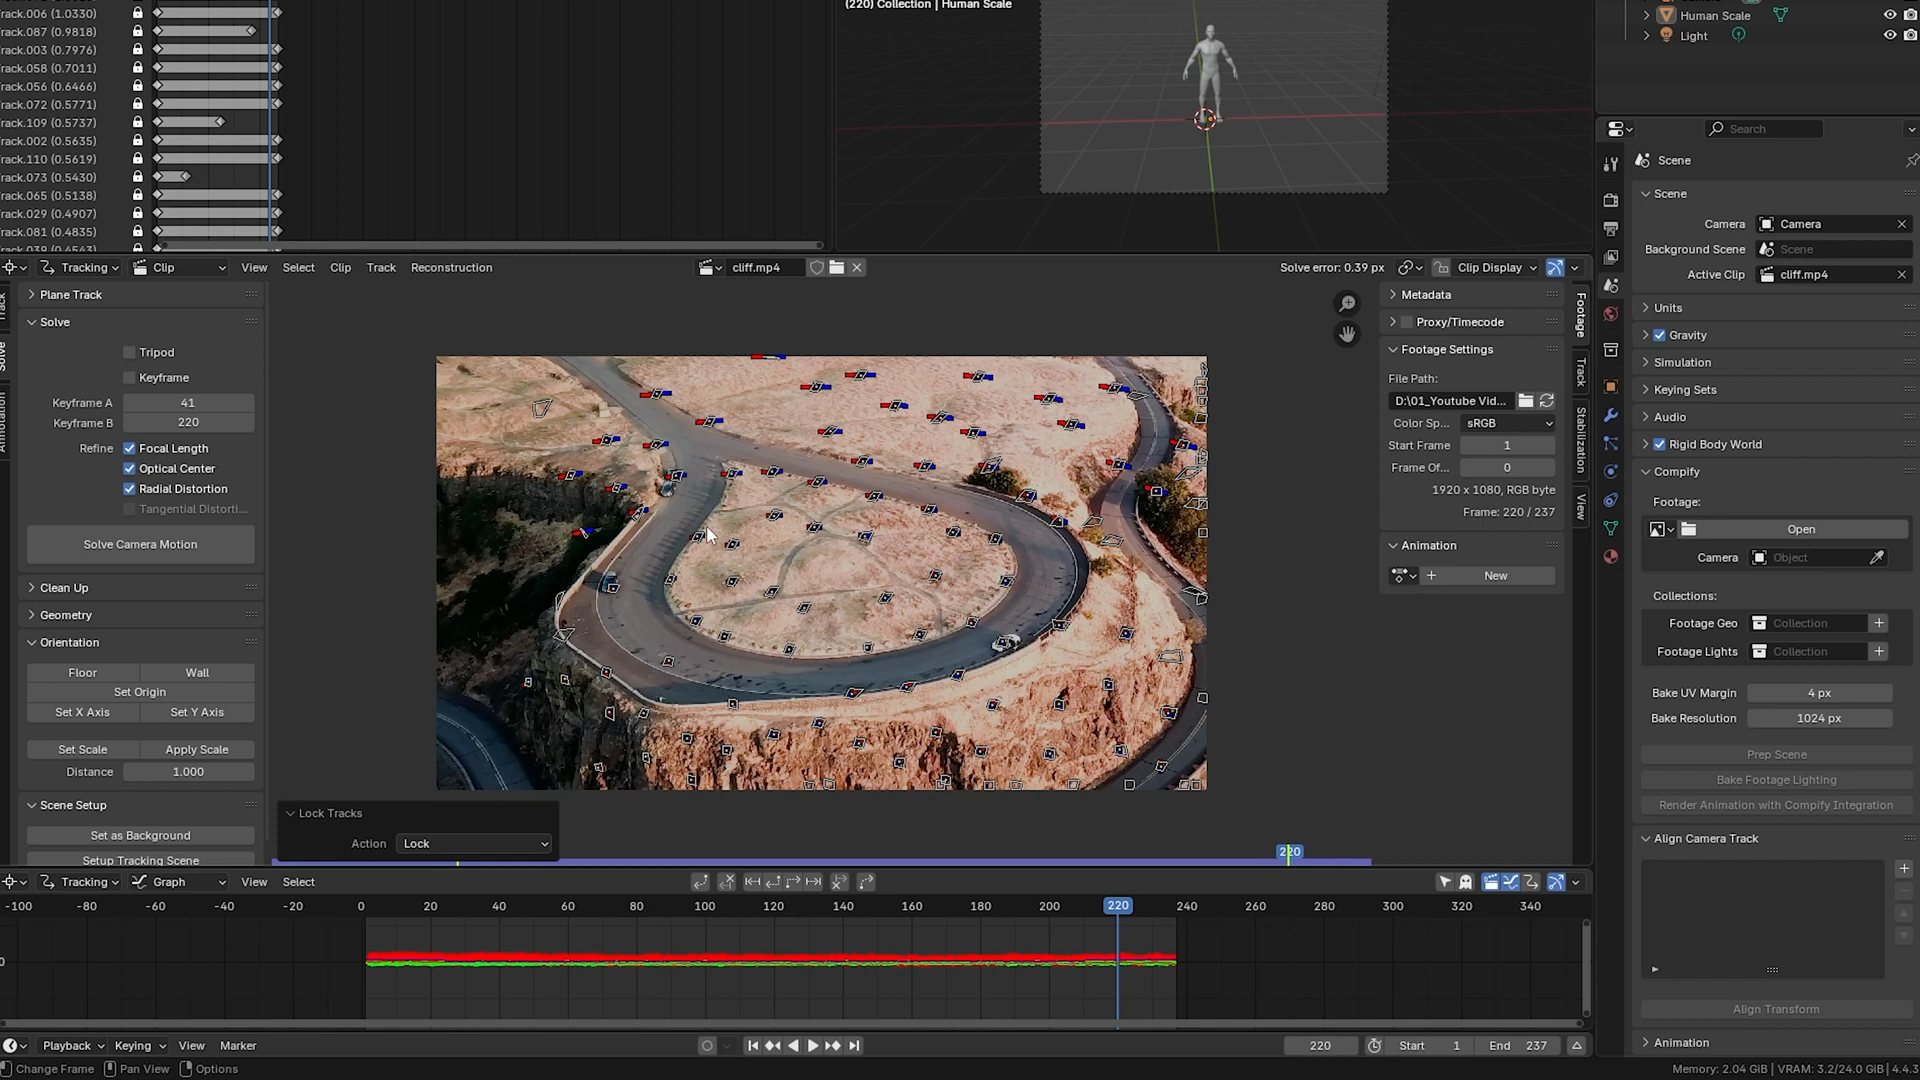 rack.006 (1.0330)
rack.087 (0.9818)
rack.003 (0.7976)
rack.058 (0.7011)
rack.056 (0.6466)
rack.072 (0.5771)
rack.109 (0.5737)
rack.002 (0.5635)
rack.110 (0.5619)
rack.073 (0.5430)
rack.065 (0.5138)
rack.029 (0.4907)
rack.081 (0.4835)
rack.039 (0.4543)
(220) Collection | Human Scale
Human Scale
Light
Search
Scene
Scene
Camera Camera
Background Scene Scene
Active Clip cliff.mp4
Units
Gravity
Simulation
Keying Sets
Audio
Rigid Body World
Compify
Footage:
Open
Camera Object
Collections:
Footage Geo Collection
Footage Lights Collection
Bake UV Margin 4 px
Bake Resolution 1024 px
Prep Scene
Bake Footage Lighting
Render Animation with Compify Integration
Align Camera Track
Align Transform
Animation
Tracking Clip View Select Clip Track Reconstruction cliff.mp4 Solve error: 0.39 px Clip Display
Track
Solve
Annotation
Plane Track
Solve
Tripod
Keyframe
Keyframe A 41
Keyframe B 220
Refine Focal Length
Optical Center
Radial Distortion
Tangential Distorti...
Solve Camera Motion
Clean Up
Geometry
Orientation
Floor Wall
Set Origin
Set X Axis Set Y Axis
Set Scale Apply Scale
Distance 1.000
Scene Setup
Set as Background
Setup Tracking Scene
Lock Tracks
Action Lock
220
Metadata
Proxy/Timecode
Footage Settings
File Path:
D:\01_Youtube Vid...
Color Sp... sRGB
Start Frame 1
Frame Of... 0
1920 x 1080, RGB byte
Frame: 220 / 237
Animation
New
Footage
Track
Stabilization
View
Tracking Graph View Select
-100 -80 -60 -40 -20 0 20 40 60 80 100 120 140 160 180 200 220 240 260 280 300 320 340
0
Playback Keying View Marker 220 Start 1 End 237
Change Frame Pan View Options Memory: 2.04 GiB | VRAM: 3.2/24.0 GiB | 4.4.3